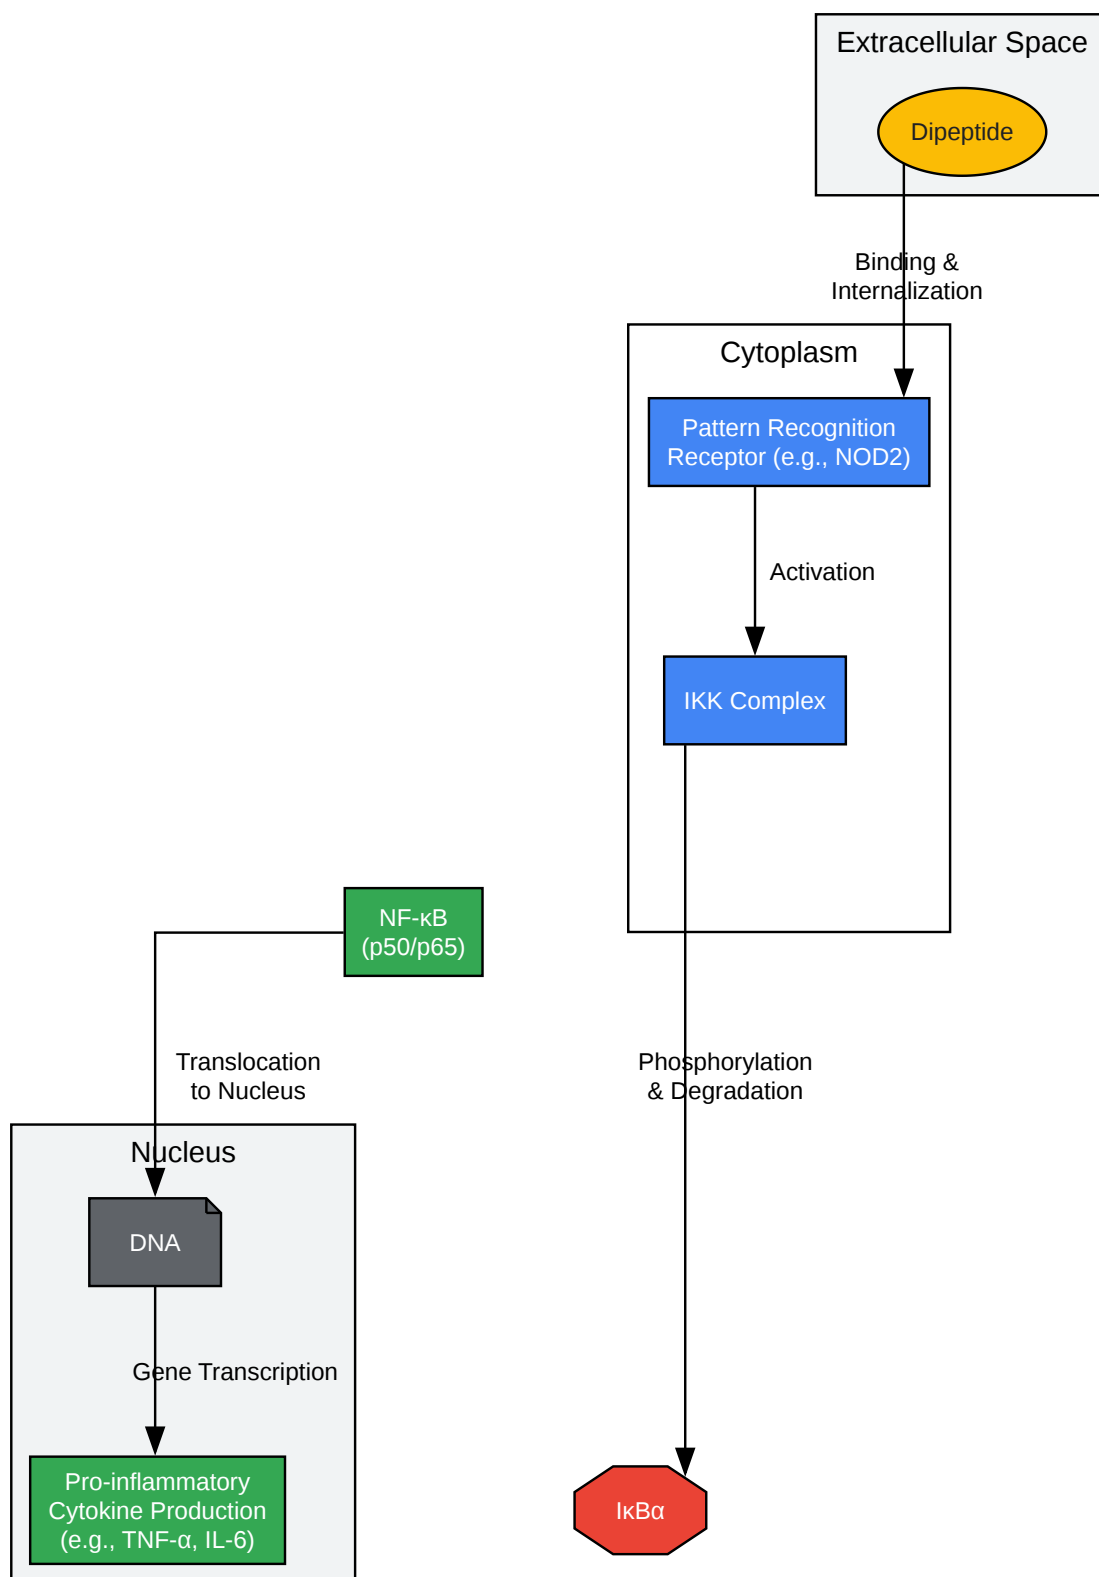 Extracellular Space
Dipeptide
Binding &
Internalization
Cytoplasm
Pattern Recognition
Receptor (e.g., NOD2)
Activation
IKK Complex
NF-κB
(p50/p65)
Translocation
to Nucleus
Phosphorylation
& Degradation
Nucleus
DNA
Gene Transcription
Pro-inflammatory
Cytokine Production
(e.g., TNF-α, IL-6)
IκBα